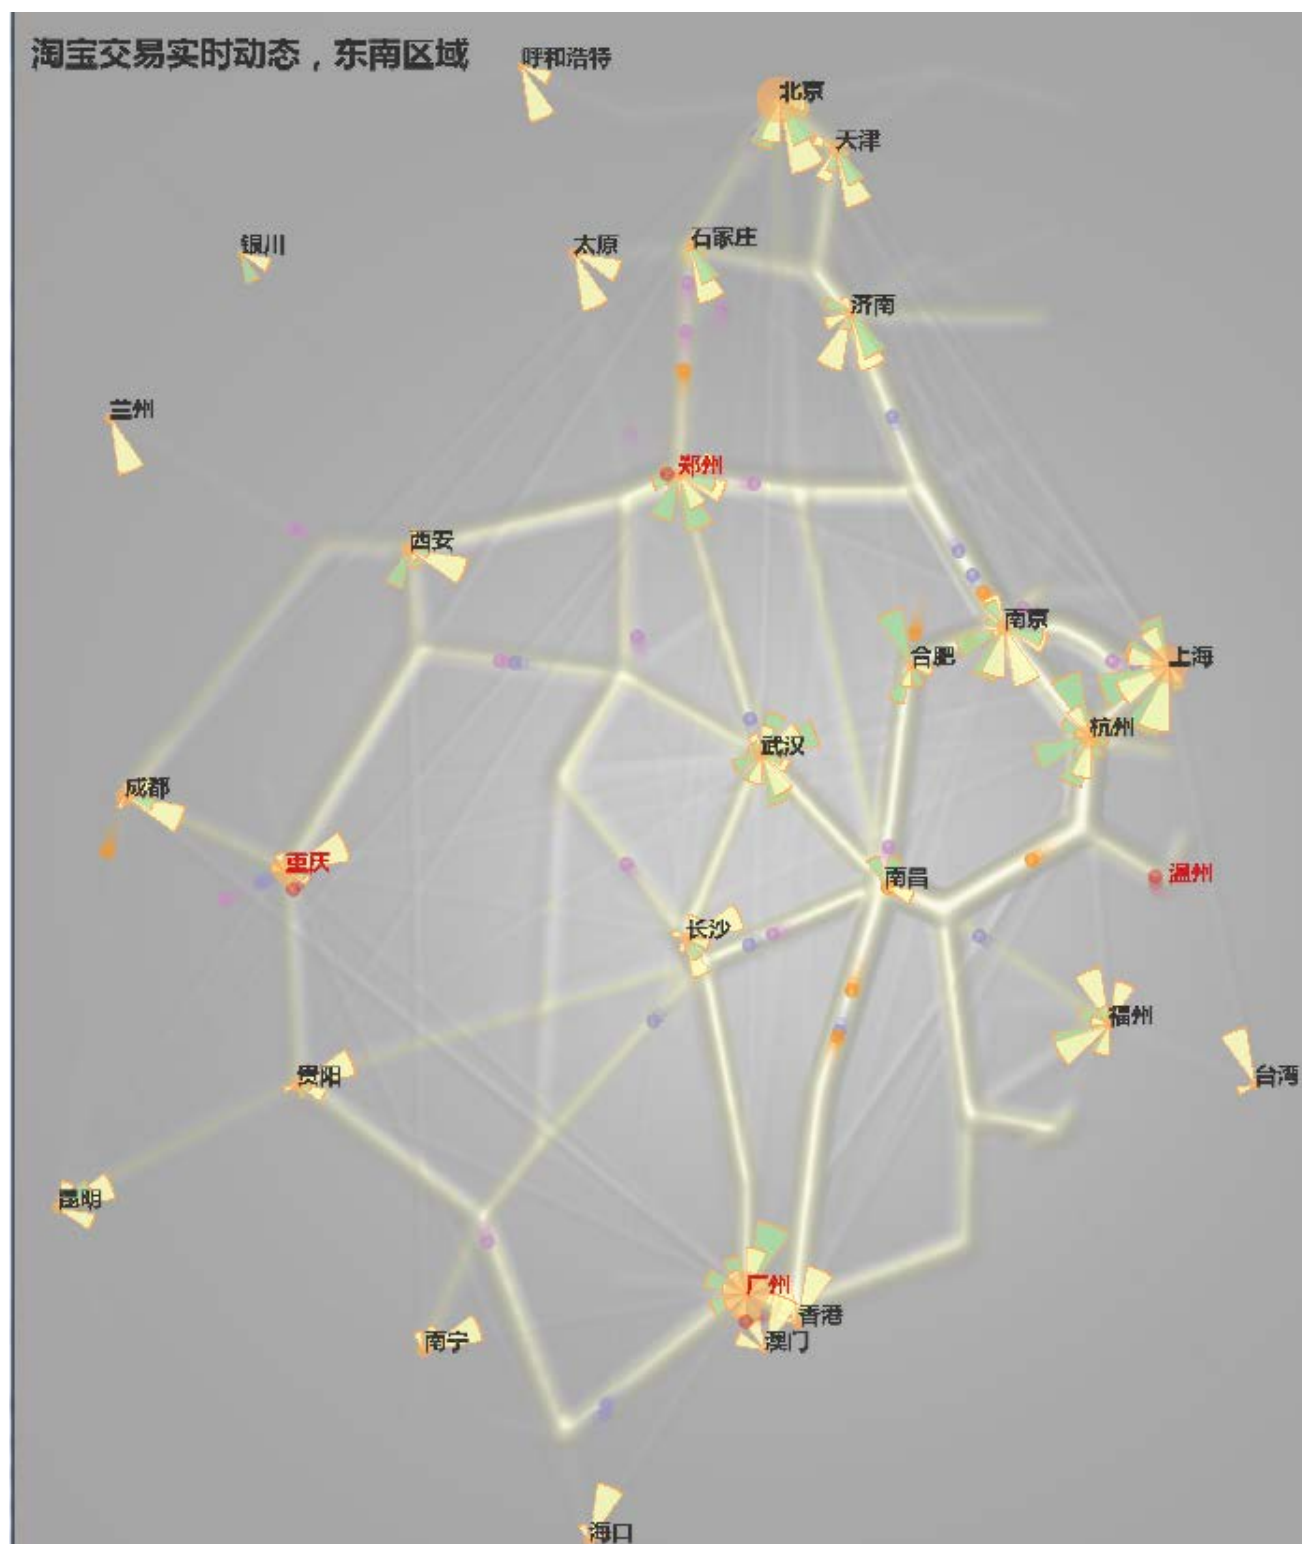 淘宝交易实时动态，东南区域
呼和浩特
北京
天津
银川
太原
石家庄
济南
兰州
郑州
西安
南京
合肥
上海
杭州
武汉
成都
重庆
温州
南昌
长沙
福州
贵阳
台湾
昆明
广州
香港
南宁
澳门
海口